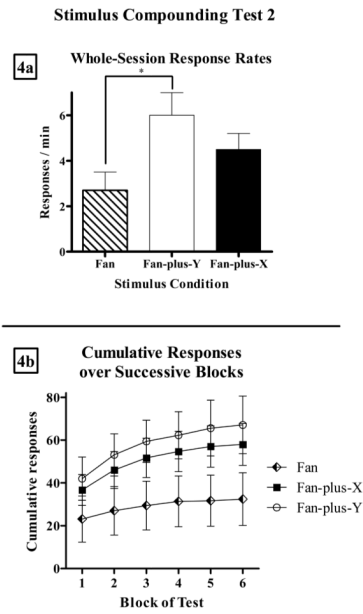 Stimulus Compounding Test 2
4a
Whole-Session Response Rates
*
Responses / min
6
4
2
0
Fan Fan-plus-Y Fan-plus-X
Stimulus Condition
4b
Cumulative Responses
over Successive Blocks
Cumulative responses
80
60
40
20
0
Fan
Fan-plus-X
Fan-plus-Y
1 2 3 4 5 6
Block of Test